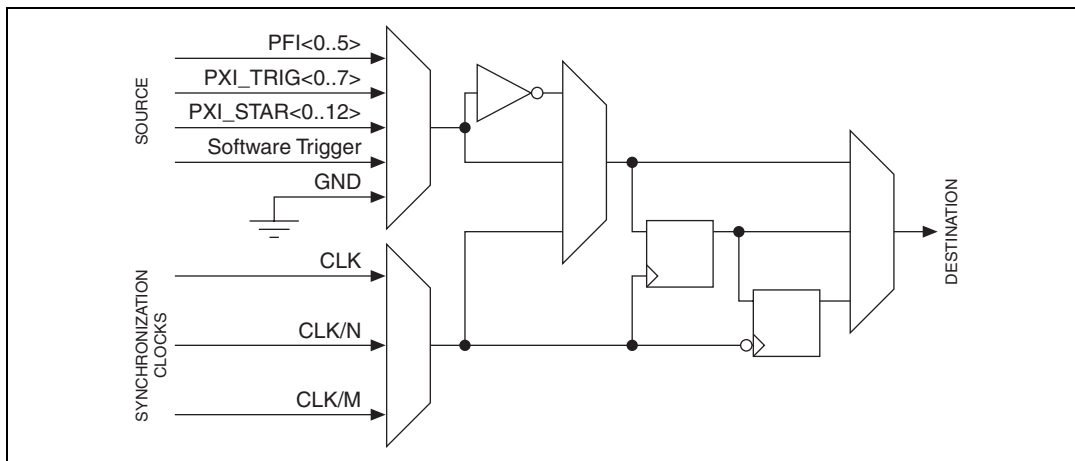 SOURCE
PFI<0..5>
PXI_TRIG<0..7>
PXI_STAR<0..12>
Software Trigger
GND
SYNCHRONIZATION
CLOCKS
CLK
CLK/N
CLK/M
DESTINATION